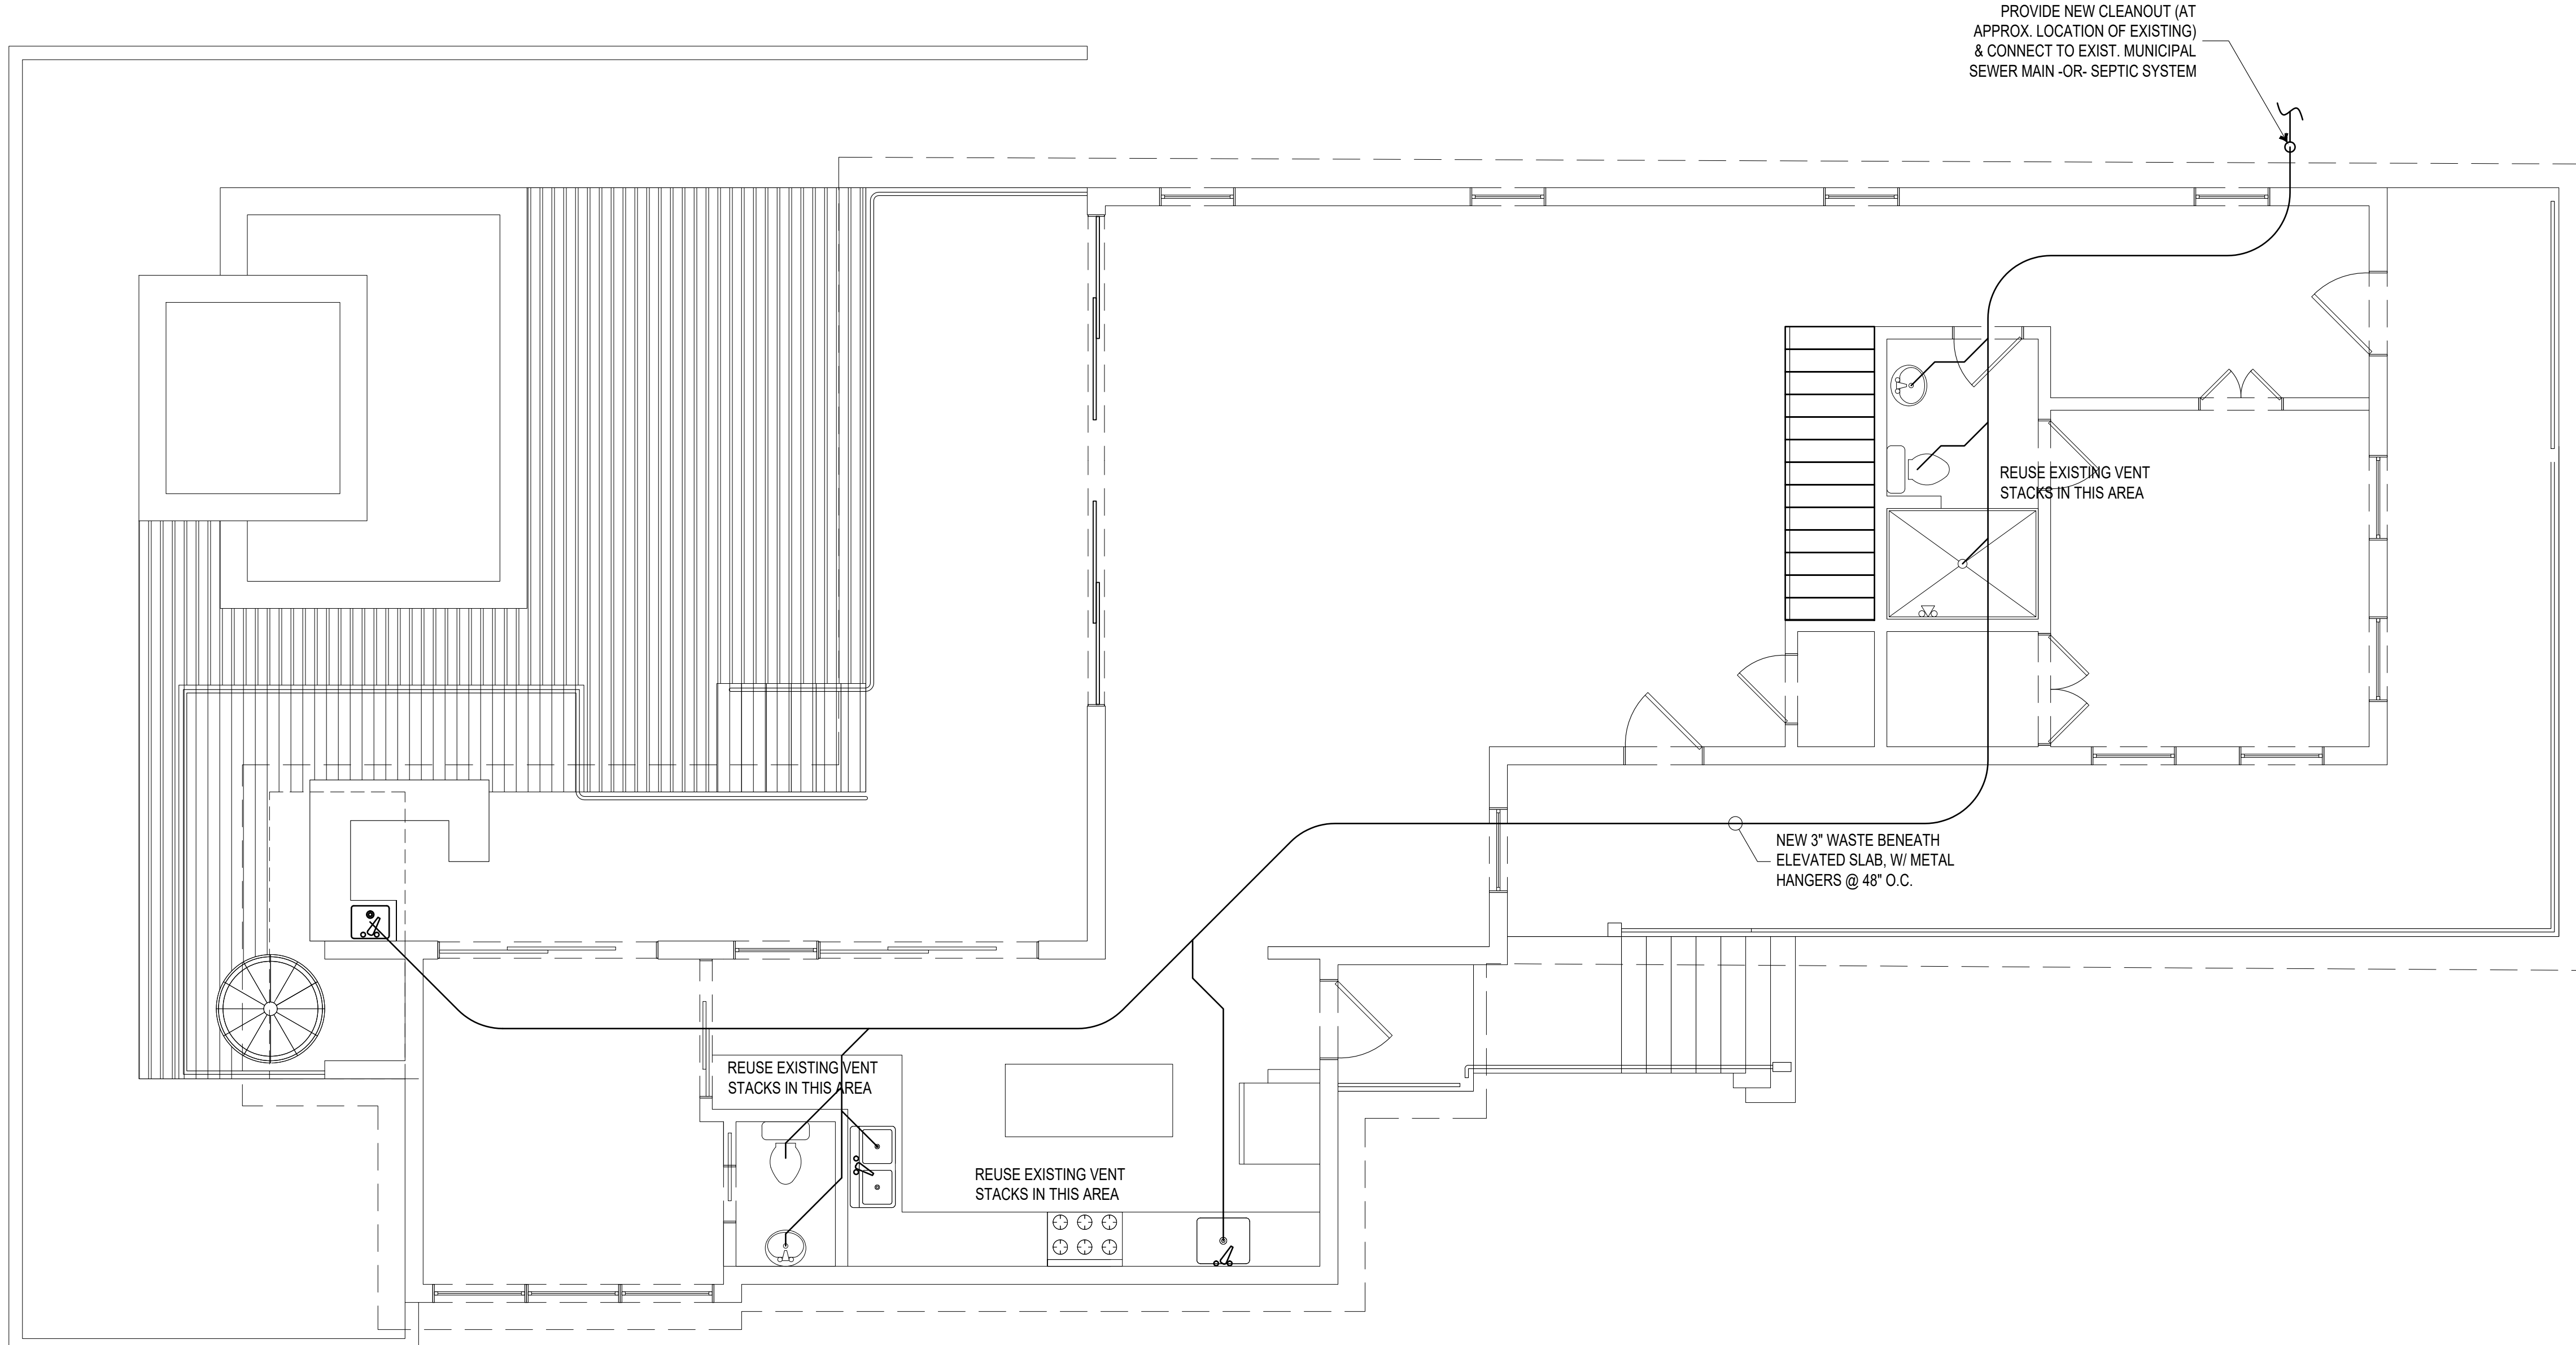 PROVIDE NEW CLEANOUT (AT
APPROX. LOCATION OF EXISTING)
& CONNECT TO EXIST. MUNICIPAL
SEWER MAIN -OR- SEPTIC SYSTEM
REUSE EXISTING VENT
STACKS IN THIS AREA
NEW 3" WASTE BENEATH
ELEVATED SLAB, W/ METAL
HANGERS @ 48" O.C.
REUSE EXISTING VENT
STACKS IN THIS AREA
REUSE EXISTING VENT
STACKS IN THIS AREA